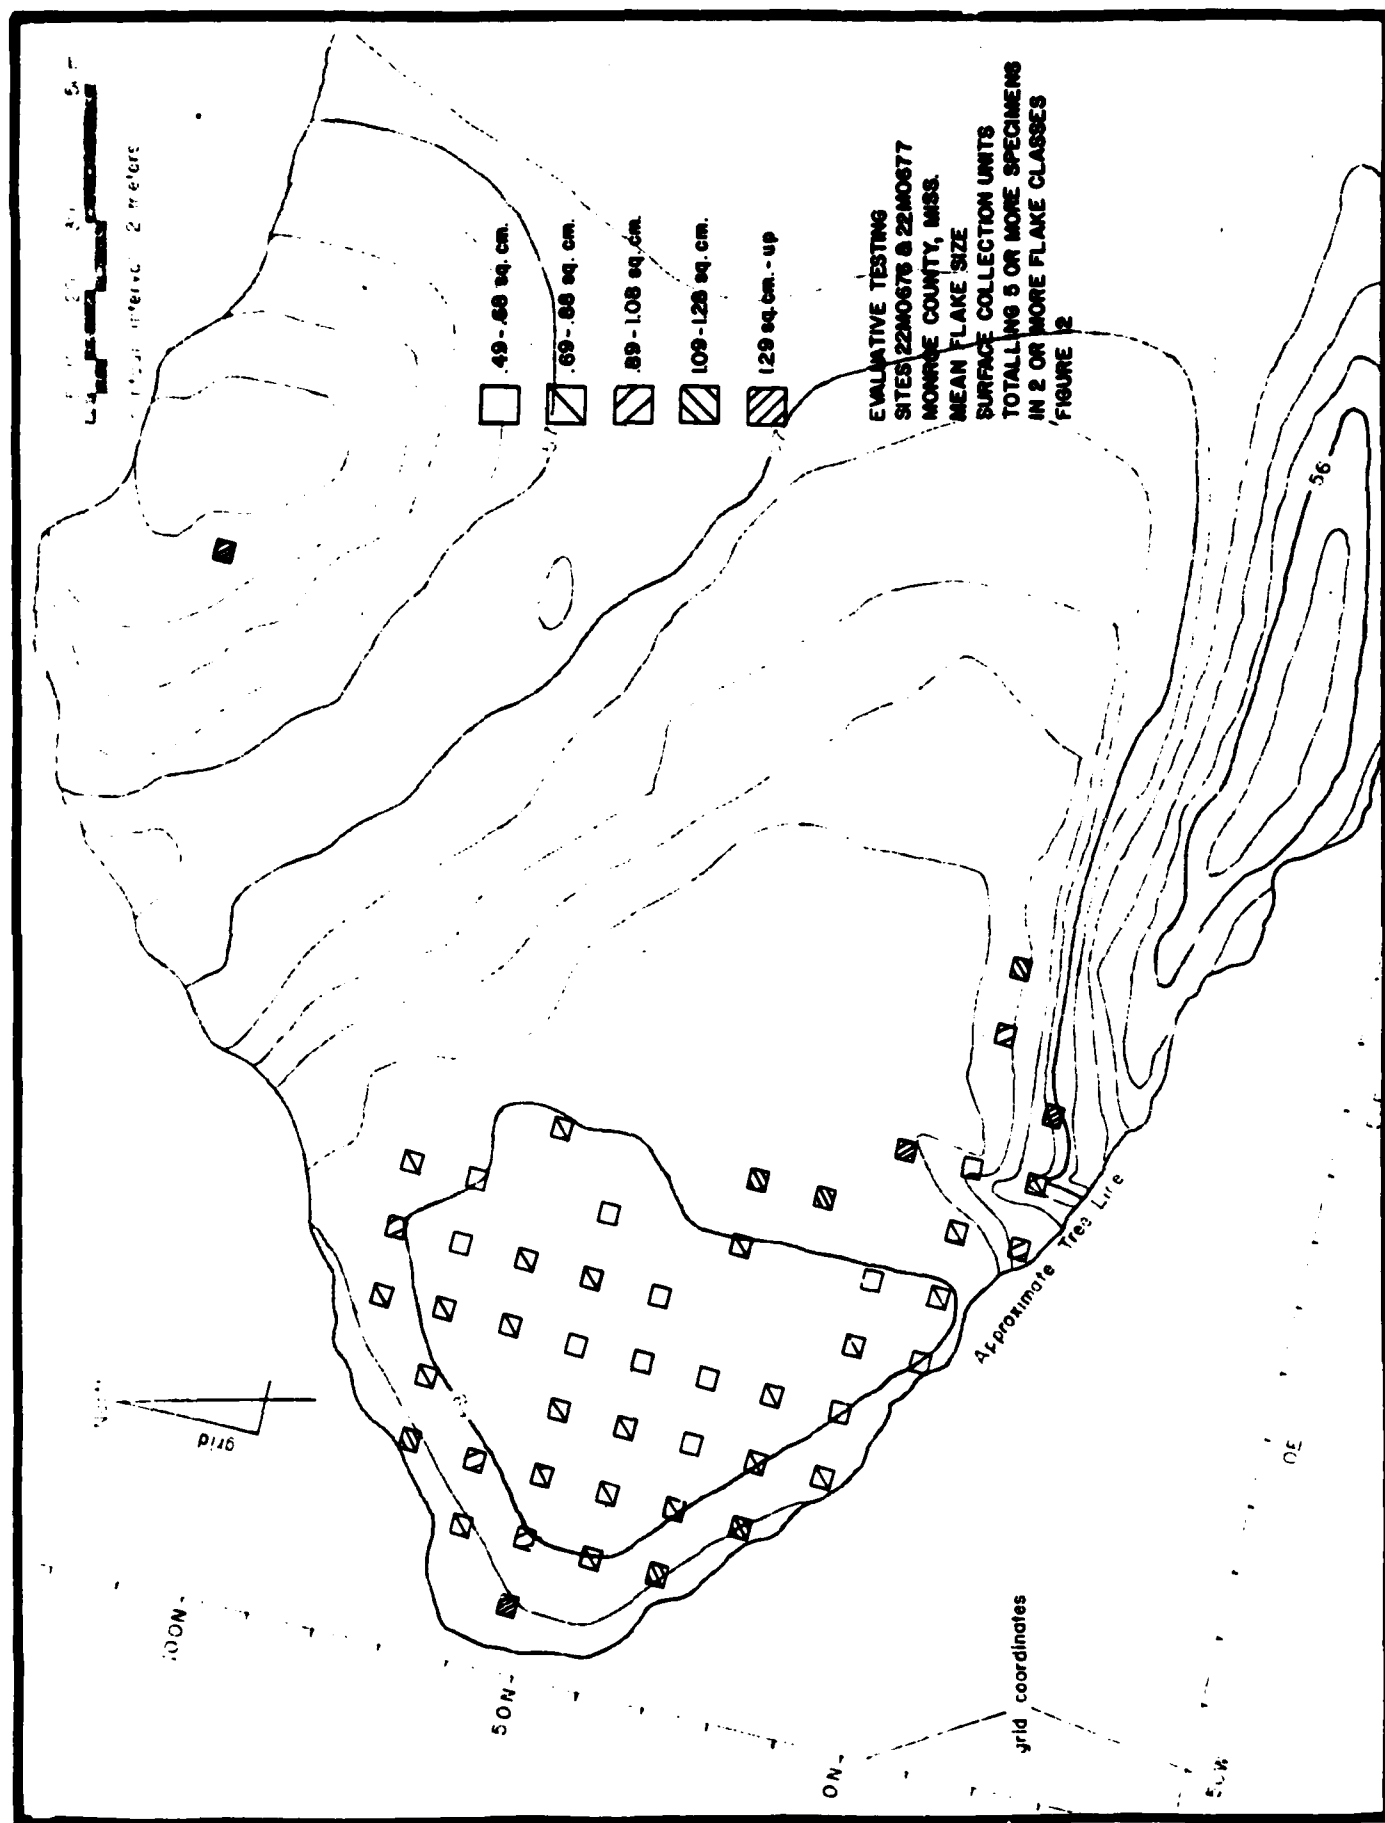 .49-.68 sq. cm.
.69-.88 sq. cm.
.89-1.08 sq. cm.
1.09-1.28 sq. cm.
1.29 sq. cm.-up
EVALUATIVE TESTING
SITES 22MO676 & 22MO677
MONROE COUNTY, MISS.
MEAN FLAKE SIZE
SURFACE COLLECTION UNITS
TOTALLING 5 OR MORE SPECIMENS
IN 2 OR MORE FLAKE CLASSES
FIGURE 12
56
Approximate Tree Line
grid
100N
50N
0N
grid coordinates
50W
0E